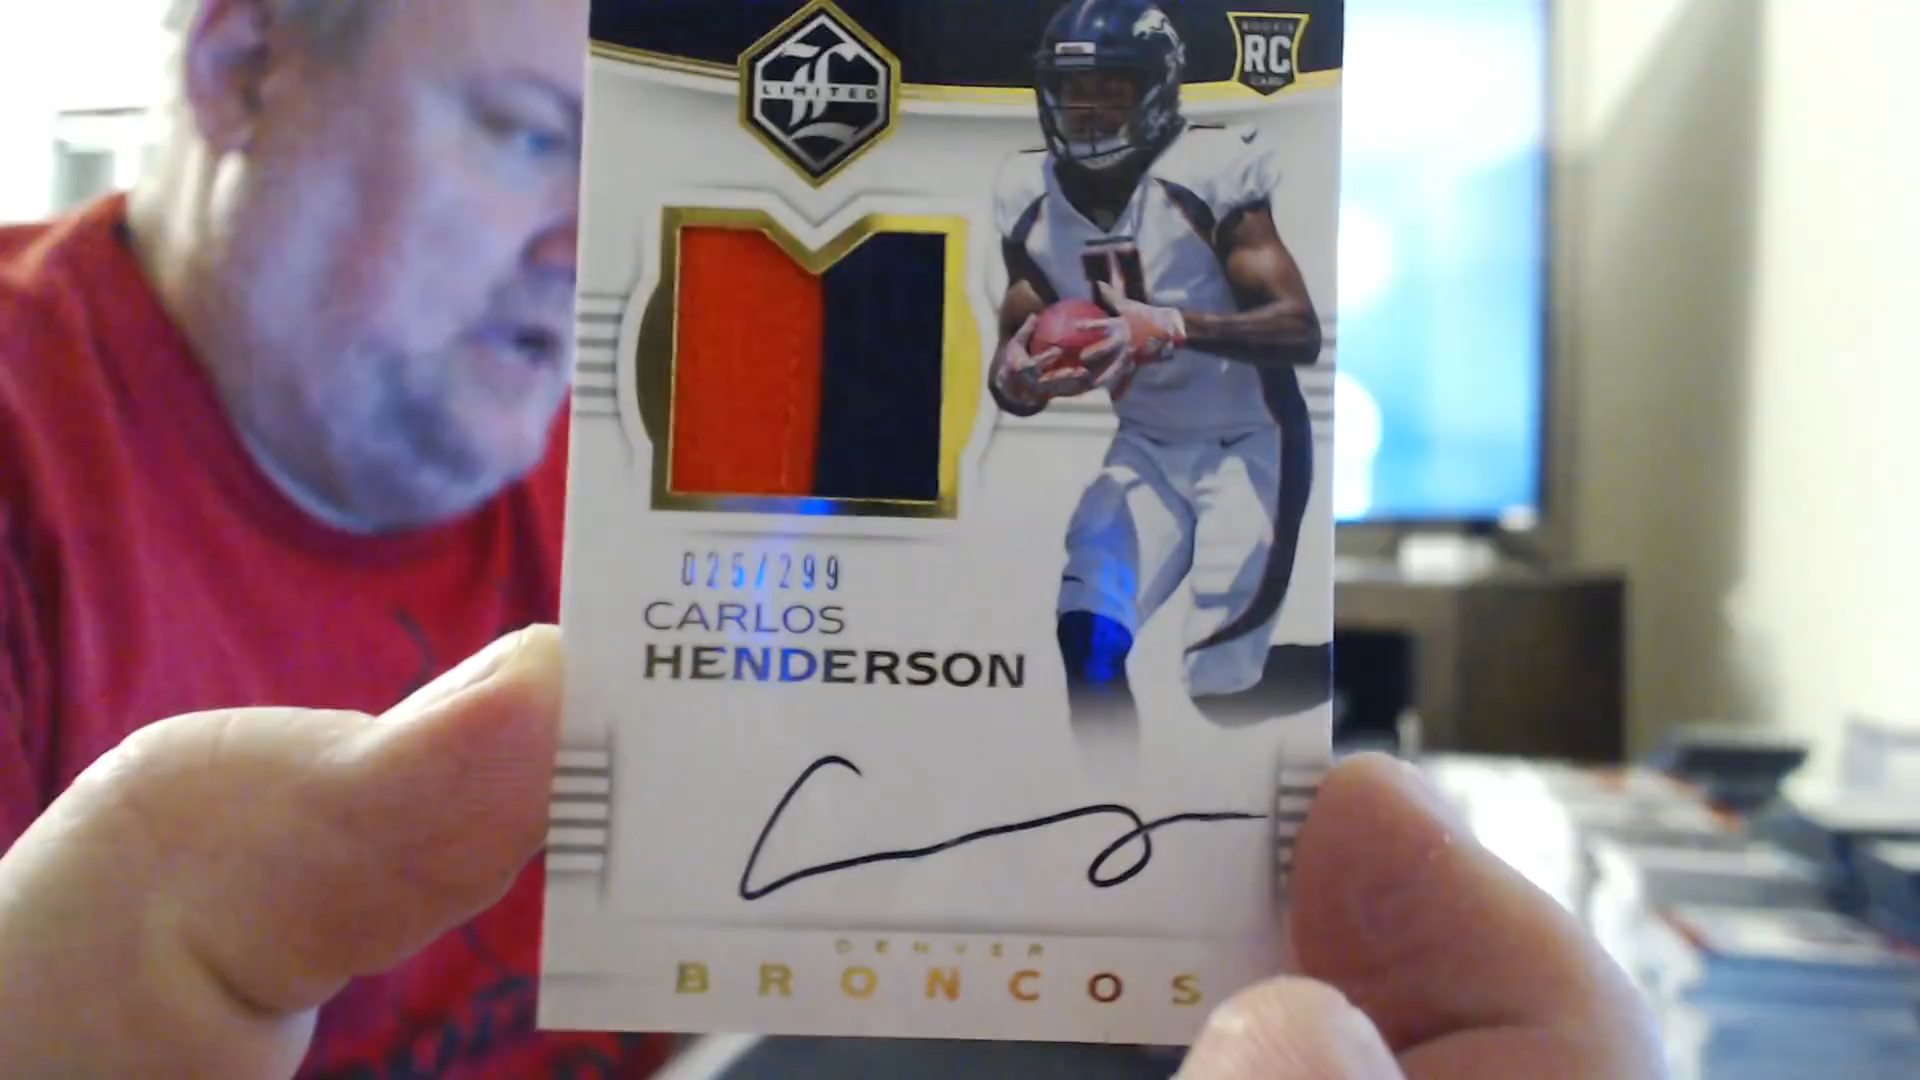 LIMITED
ROOKIE
RC
CARD
025/299
CARLOS
HENDERSON
DENVER
BRONCOS